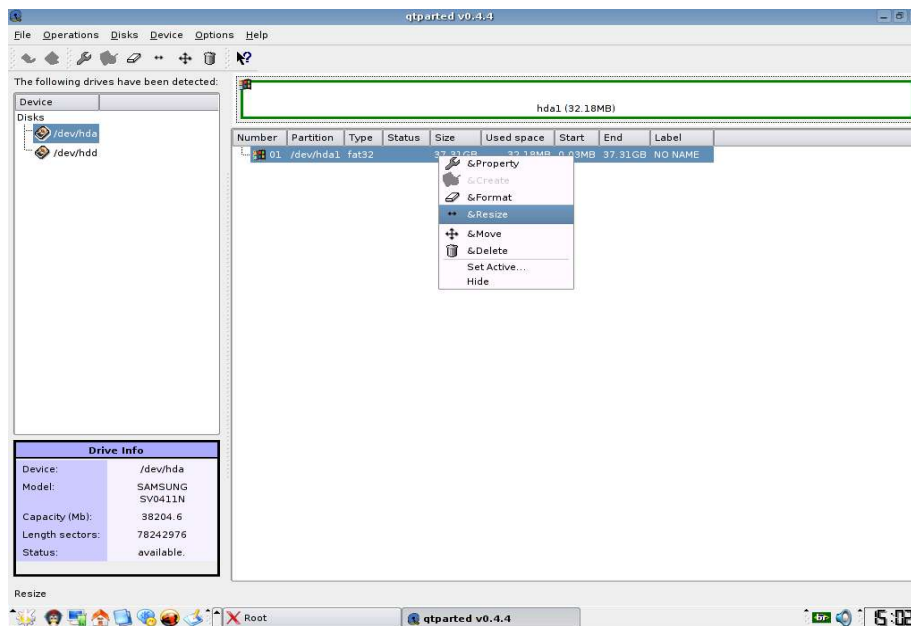 qtparted v0.4.4
File Operations Disks Device Options Help
The following drives have been detected:
Device
Disks
/dev/hda
/dev/hdd
hda1 (32.18MB)
Number Partition Type Status Size Used space Start End Label
01 /dev/hda1 fat32 37.31GB 32.18MB 0.03MB 37.31GB NO NAME
&Property
&Create
&Format
&Resize
&Move
&Delete
Set Active...
Hide
Drive Info
Device: /dev/hda
Model: SAMSUNG
SV0411N
Capacity (Mb): 38204.6
Length sectors: 78242976
Status: available.
Resize
Root
qtparted v0.4.4
br